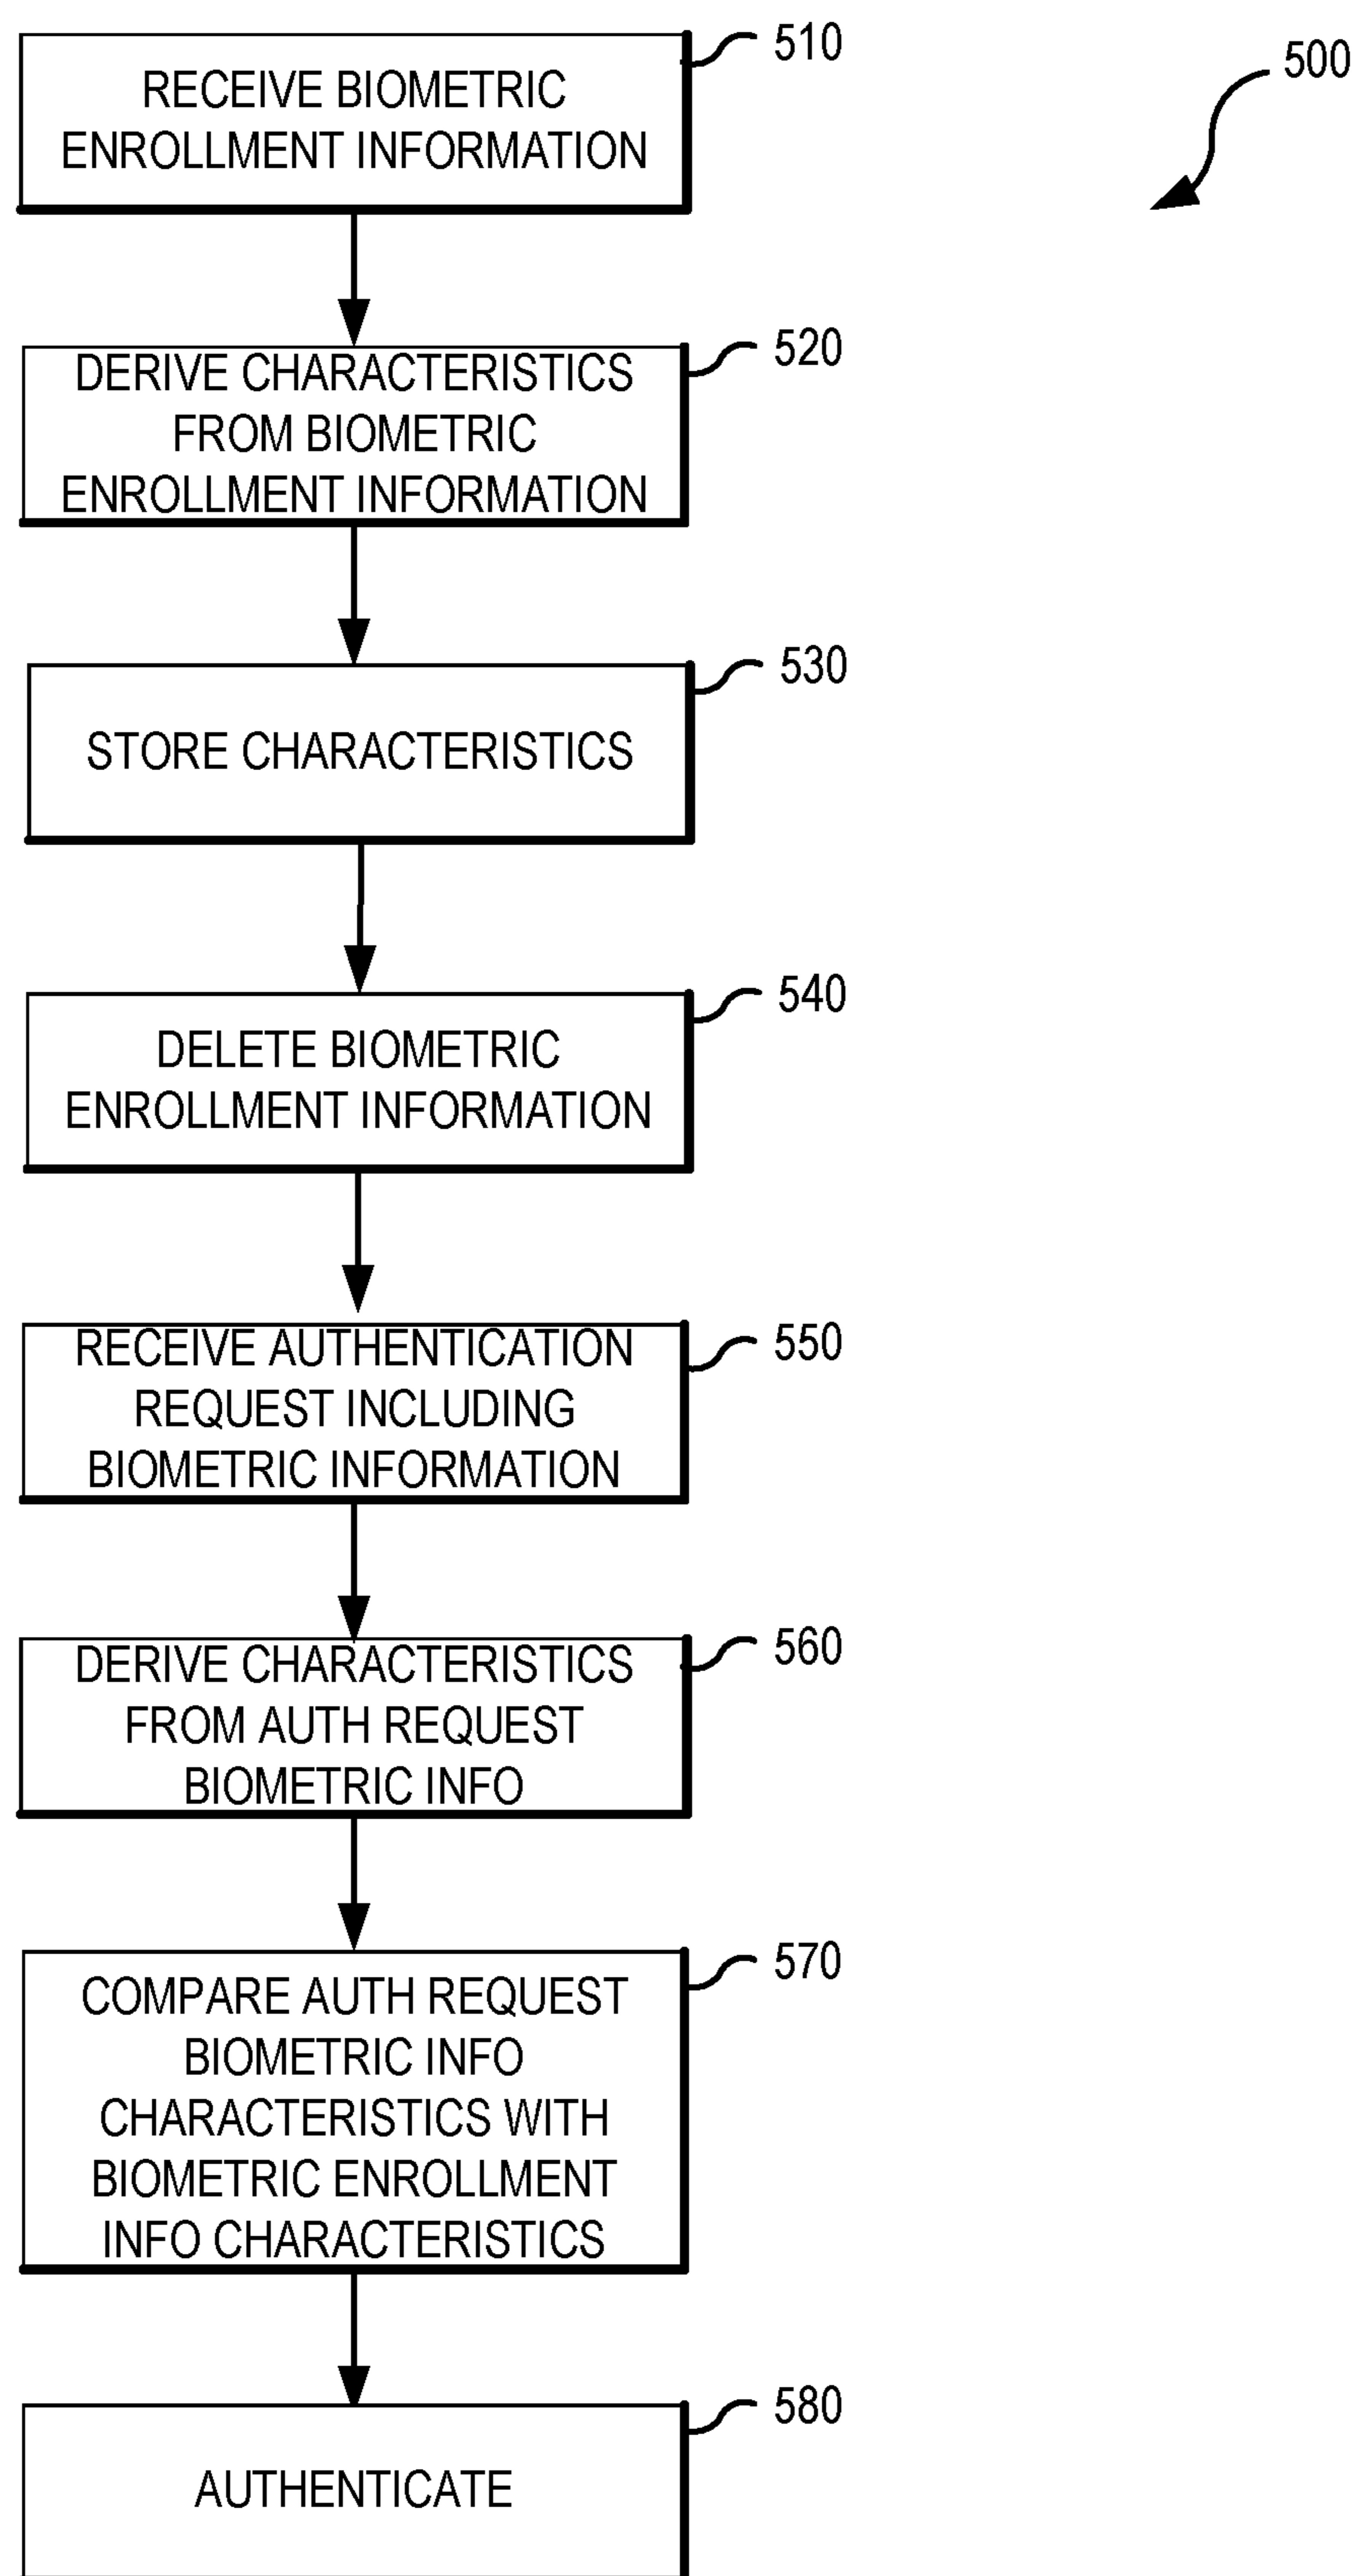 510
500
RECEIVE BIOMETRIC
ENROLLMENT INFORMATION
520
DERIVE CHARACTERISTICS
FROM BIOMETRIC
ENROLLMENT INFORMATION
530
STORE CHARACTERISTICS
540
DELETE BIOMETRIC
ENROLLMENT INFORMATION
550
RECEIVE AUTHENTICATION
REQUEST INCLUDING
BIOMETRIC INFORMATION
560
DERIVE CHARACTERISTICS
FROM AUTH REQUEST
BIOMETRIC INFO
570
COMPARE AUTH REQUEST
BIOMETRIC INFO
CHARACTERISTICS WITH
BIOMETRIC ENROLLMENT
INFO CHARACTERISTICS
580
AUTHENTICATE